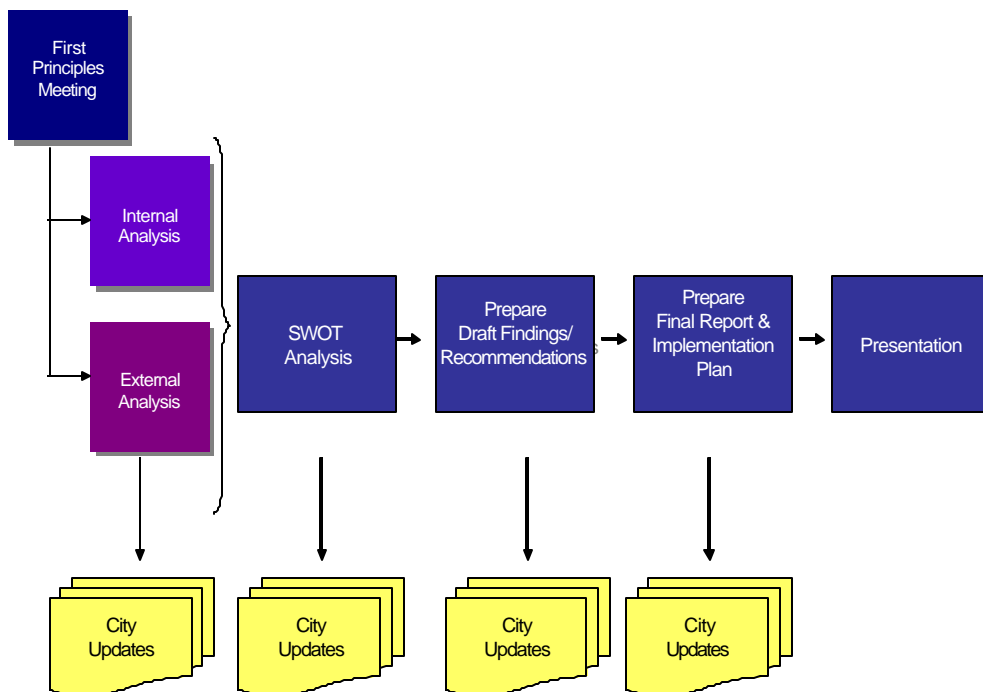 First
Principles
Meeting
Internal
Analysis
External
Analysis
SWOT
Analysis
Prepare
Draft Findings/
Recommendations
Prepare
Final Report &
Implementation
Plan
Presentation
City
Updates
City
Updates
City
Updates
City
Updates